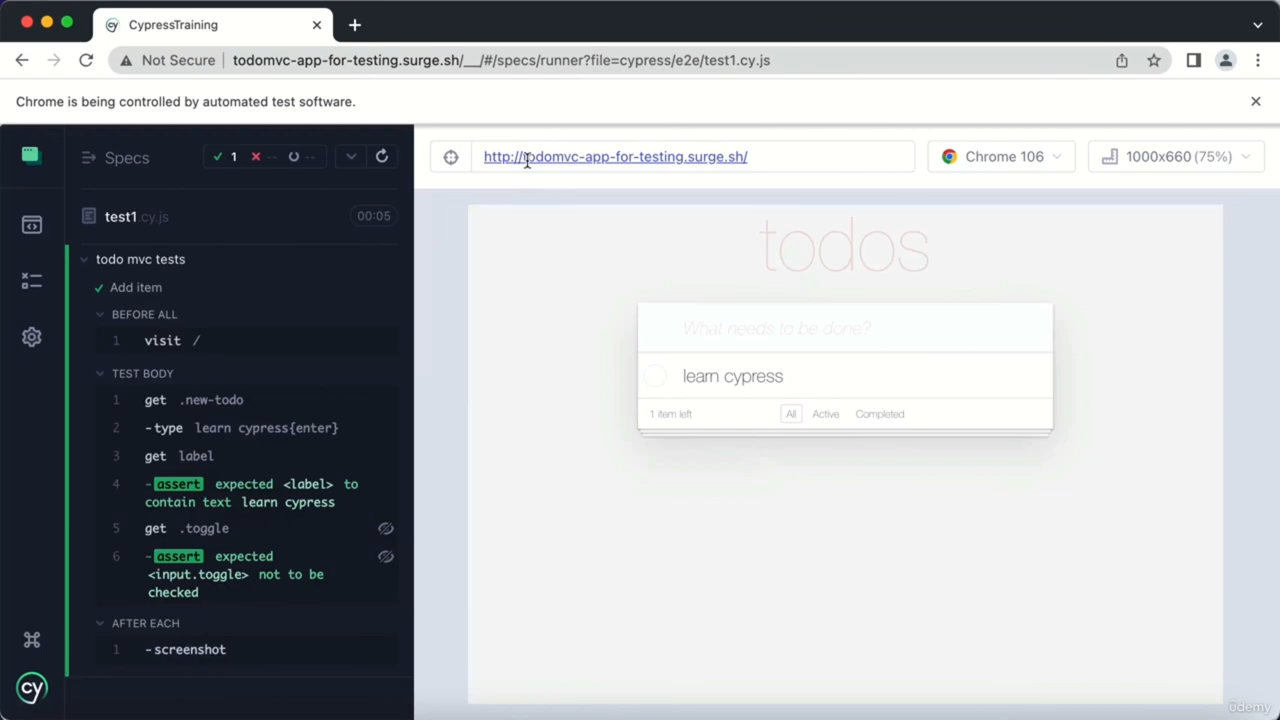 CypressTraining
Not Secure todomvc-app-for-testing.surge.sh/__/#/specs/runner?file=cypress/e2e/test1.cy.js
Chrome is being controlled by automated test software.
Specs
1 -- --
test1.cy.js 00:05
todo mvc tests
Add item
BEFORE ALL
1 visit /
TEST BODY
1 get .new-todo
2 -type learn cypress{enter}
3 get label
4 -assert expected <label> to
contain text learn cypress
5 get .toggle
6 -assert expected
<input.toggle> not to be
checked
AFTER EACH
1 -screenshot
cy
http://todomvc-app-for-testing.surge.sh/
Chrome 106
1000x660 (75%)
todos
What needs to be done?
learn cypress
1 item left All Active Completed
ûdemy